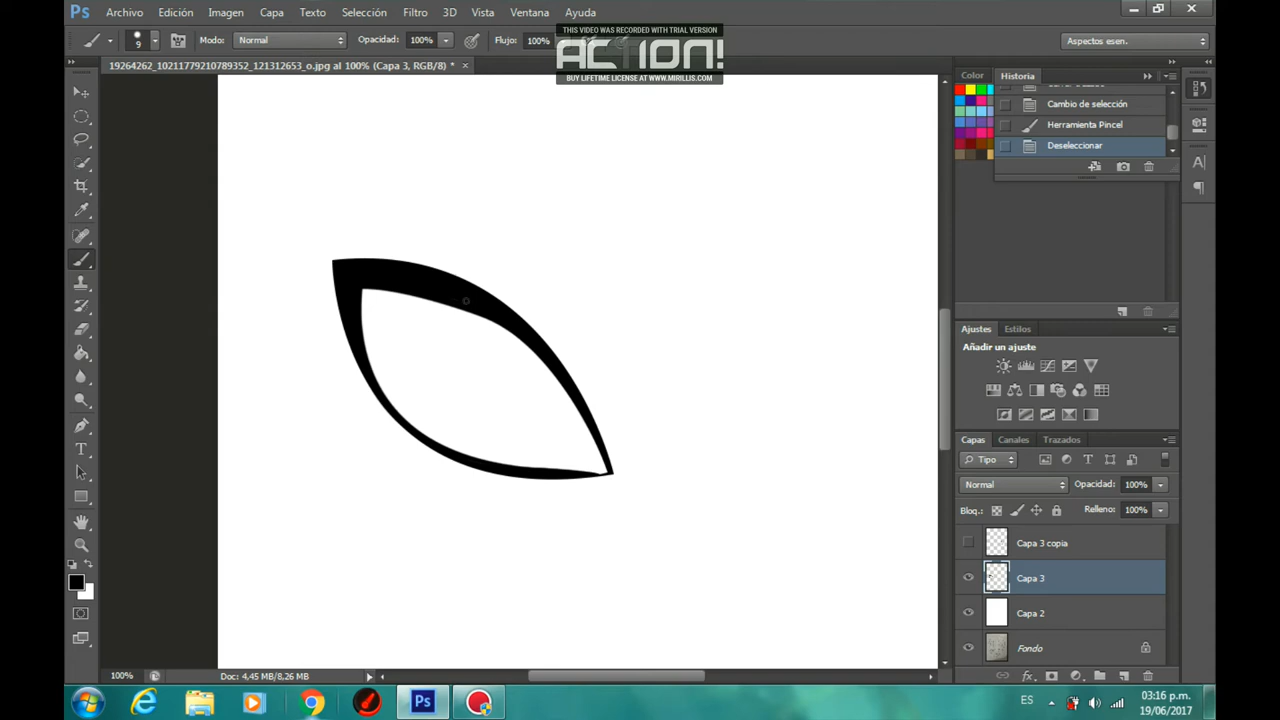 Ps Archivo Edición Imagen Capa Texto Selección Filtro 3D Vista Ventana Ayuda
THIS VIDEO WAS RECORDED WITH TRIAL VERSION
ACTION!
BUY LIFETIME LICENSE AT WWW.MIRILLIS.COM
9 Modo: Normal Opacidad: 100% Flujo: 100% Aspectos esen.
19264262_10211779210789352_121312653_o.jpg al 100% (Capa 3, RGB/8) * ×
Color Historia
Cambio de selección
Herramienta Pincel
Deseleccionar
Ajustes Estilos
Añadir un ajuste
Capas Canales Trazados
Tipo
Normal Opacidad: 100%
Bloq.: Relleno: 100%
Capa 3 copia
Capa 3
Capa 2
Fondo
100% Doc: 4,45 MB/8,26 MB
Ps ES 03:16 p.m.
19/06/2017